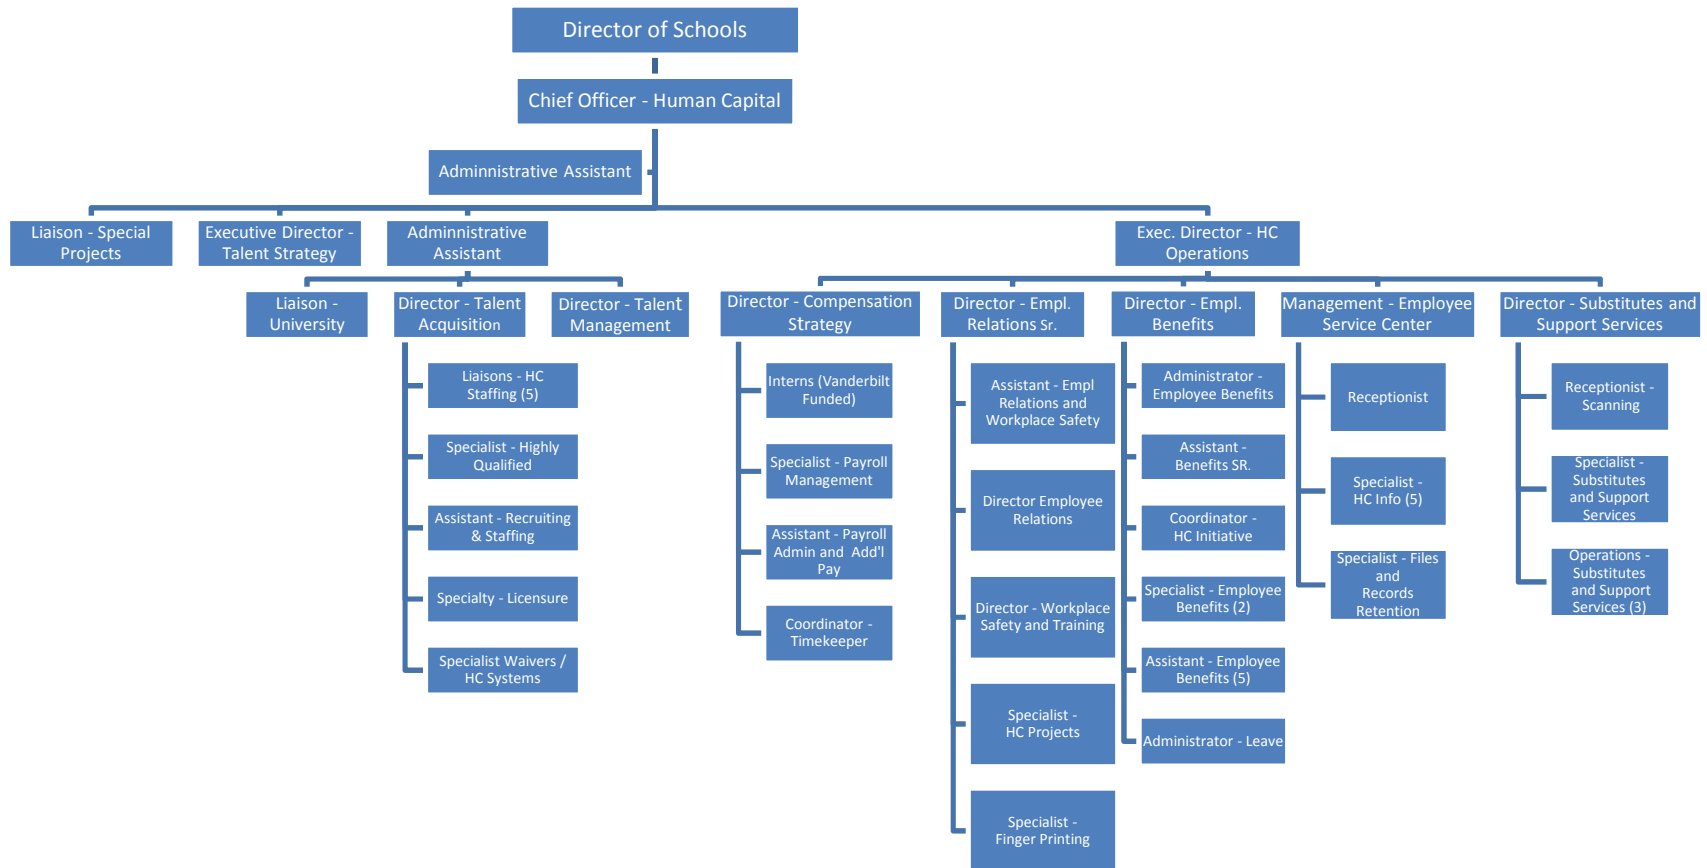 Director of Schools
Chief Officer - Human Capital
Adminnistrative Assistant
Liaison - Special
Projects
Executive Director -
Talent Strategy
Adminnistrative
Assistant
Exec. Director - HC
Operations
Liaison -
University
Director - Talent
Acquisition
Director - Talent
Management
Director - Compensation
Strategy
Director - Empl.
Relations Sr.
Director - Empl.
Benefits
Management - Employee
Service Center
Director - Substitutes and
Support Services
Liaisons - HC
Staffing (5)
Specialist - Highly
Qualified
Assistant - Recruiting
& Staffing
Specialty - Licensure
Specialist Waivers /
HC Systems
Interns (Vanderbilt
Funded)
Specialist - Payroll
Management
Assistant - Payroll
Admin and Add'l
Pay
Coordinator -
Timekeeper
Assistant - Empl
Relations and
Workplace Safety
Director Employee
Relations
Director - Workplace
Safety and Training
Specialist -
HC Projects
Specialist -
Finger Printing
Administrator -
Employee Benefits
Assistant -
Benefits SR.
Coordinator -
HC Initiative
Specialist - Employee
Benefits (2)
Assistant - Employee
Benefits (5)
Administrator - Leave
Receptionist
Specialist -
HC Info (5)
Specialist - Files
and
Records
Retention
Receptionist -
Scanning
Specialist -
Substitutes
and Support
Services
Operations -
Substitutes
and Support
Services (3)